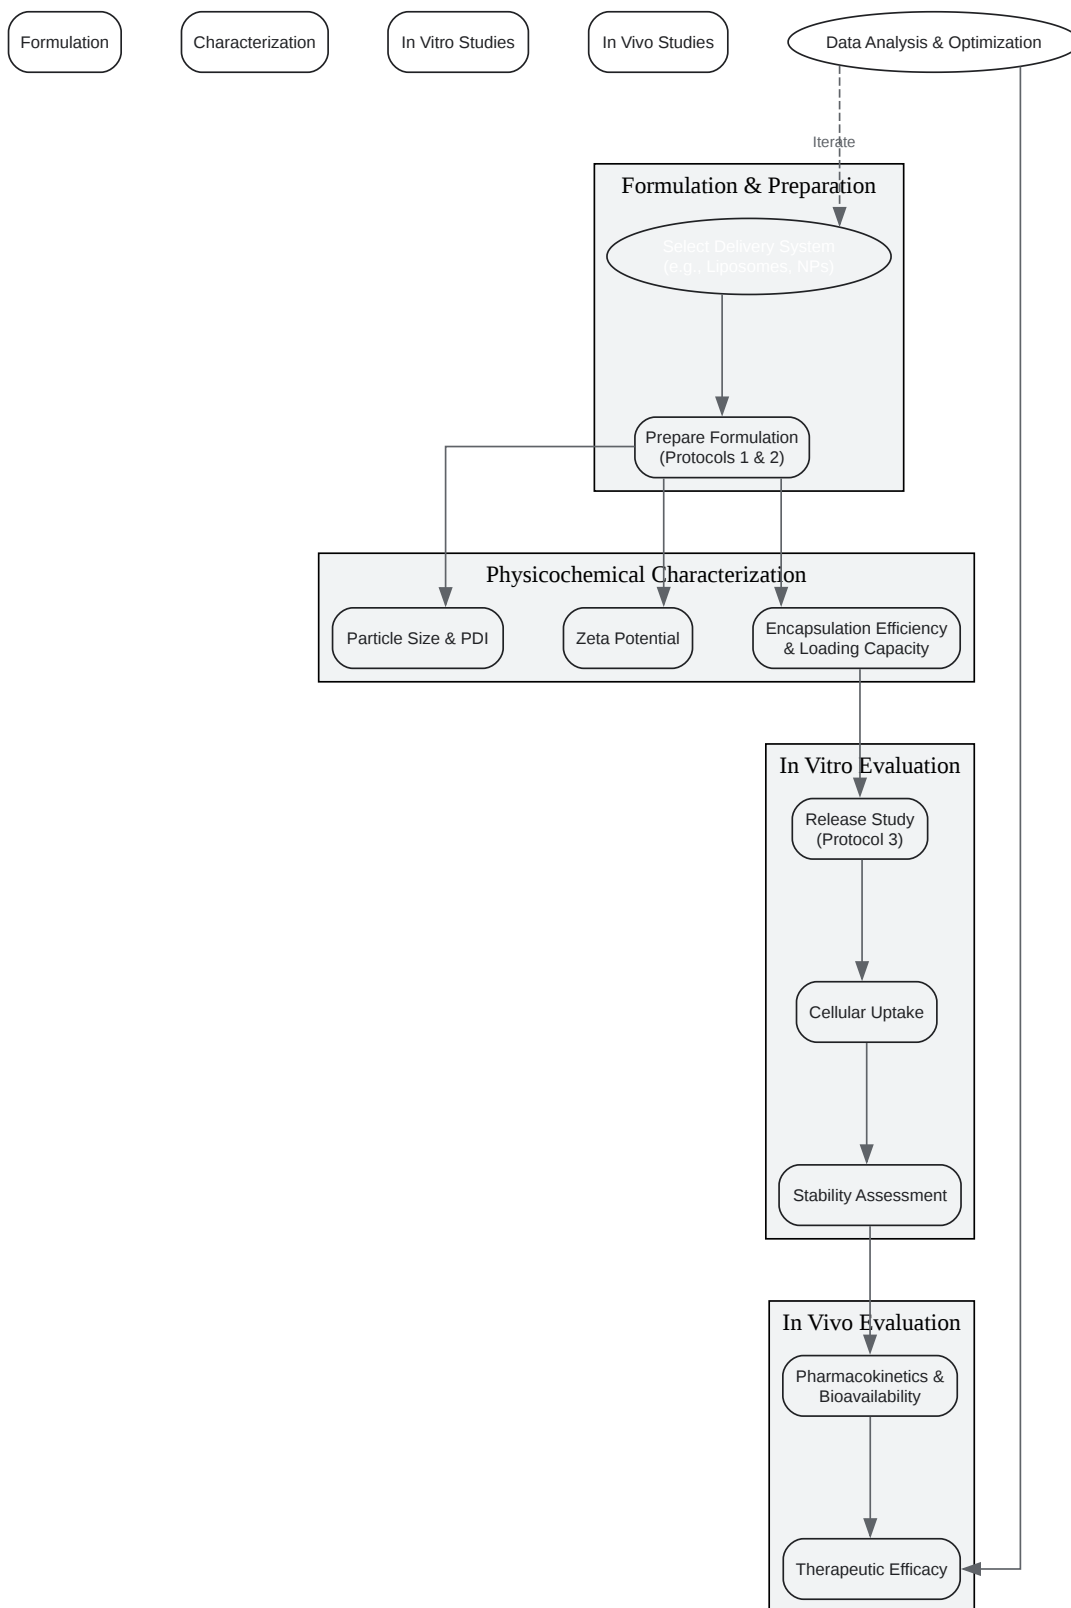 Formulation
Characterization
In Vitro Studies
In Vivo Studies
Data Analysis & Optimization
Iterate
Formulation & Preparation
Select Delivery System
(e.g., Liposomes, NPs)
Prepare Formulation
(Protocols 1 & 2)
Physicochemical Characterization
Particle Size & PDI
Zeta Potential
Encapsulation Efficiency
& Loading Capacity
In Vitro Evaluation
Release Study
(Protocol 3)
Cellular Uptake
Stability Assessment
In Vivo Evaluation
Pharmacokinetics &
Bioavailability
Therapeutic Efficacy